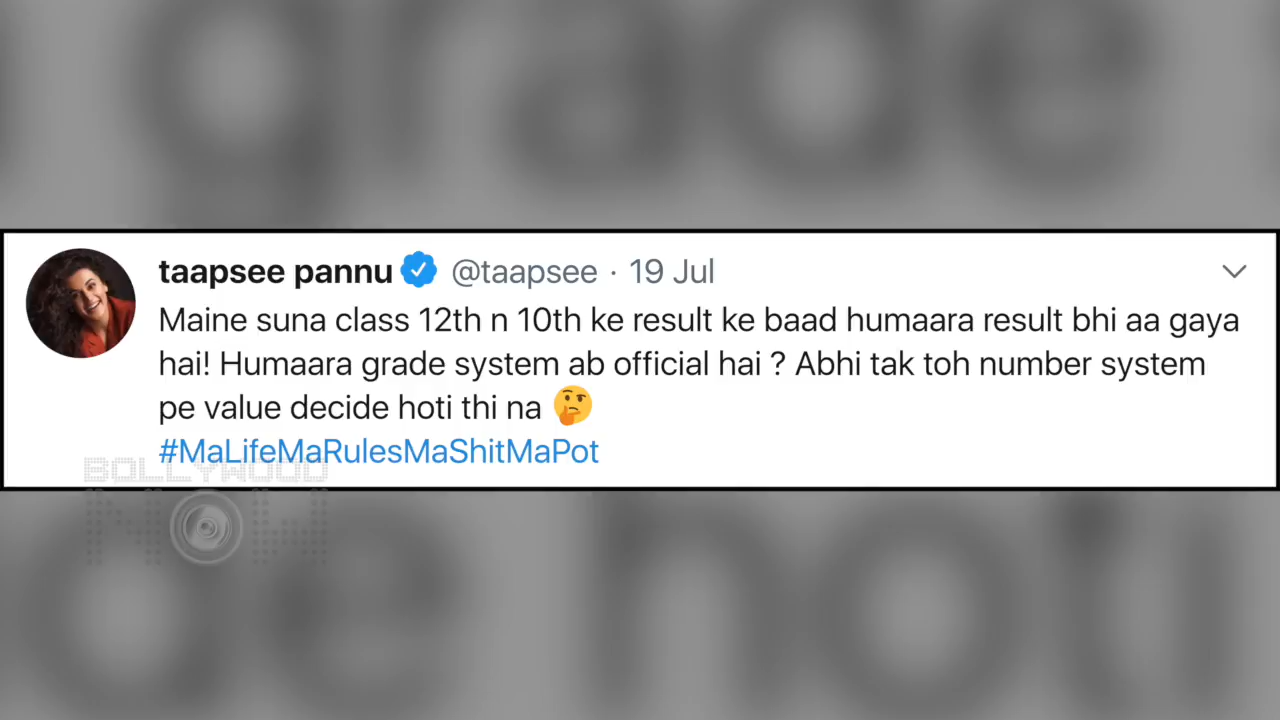 taapsee pannu @taapsee · 19 Jul
Maine suna class 12th n 10th ke result ke baad humaara result bhi aa gaya
hai! Humaara grade system ab official hai ? Abhi tak toh number system
pe value decide hoti thi na 🤔
#MaLifeMaRulesMaShitMaPot
BOLLYWOOD
NOW